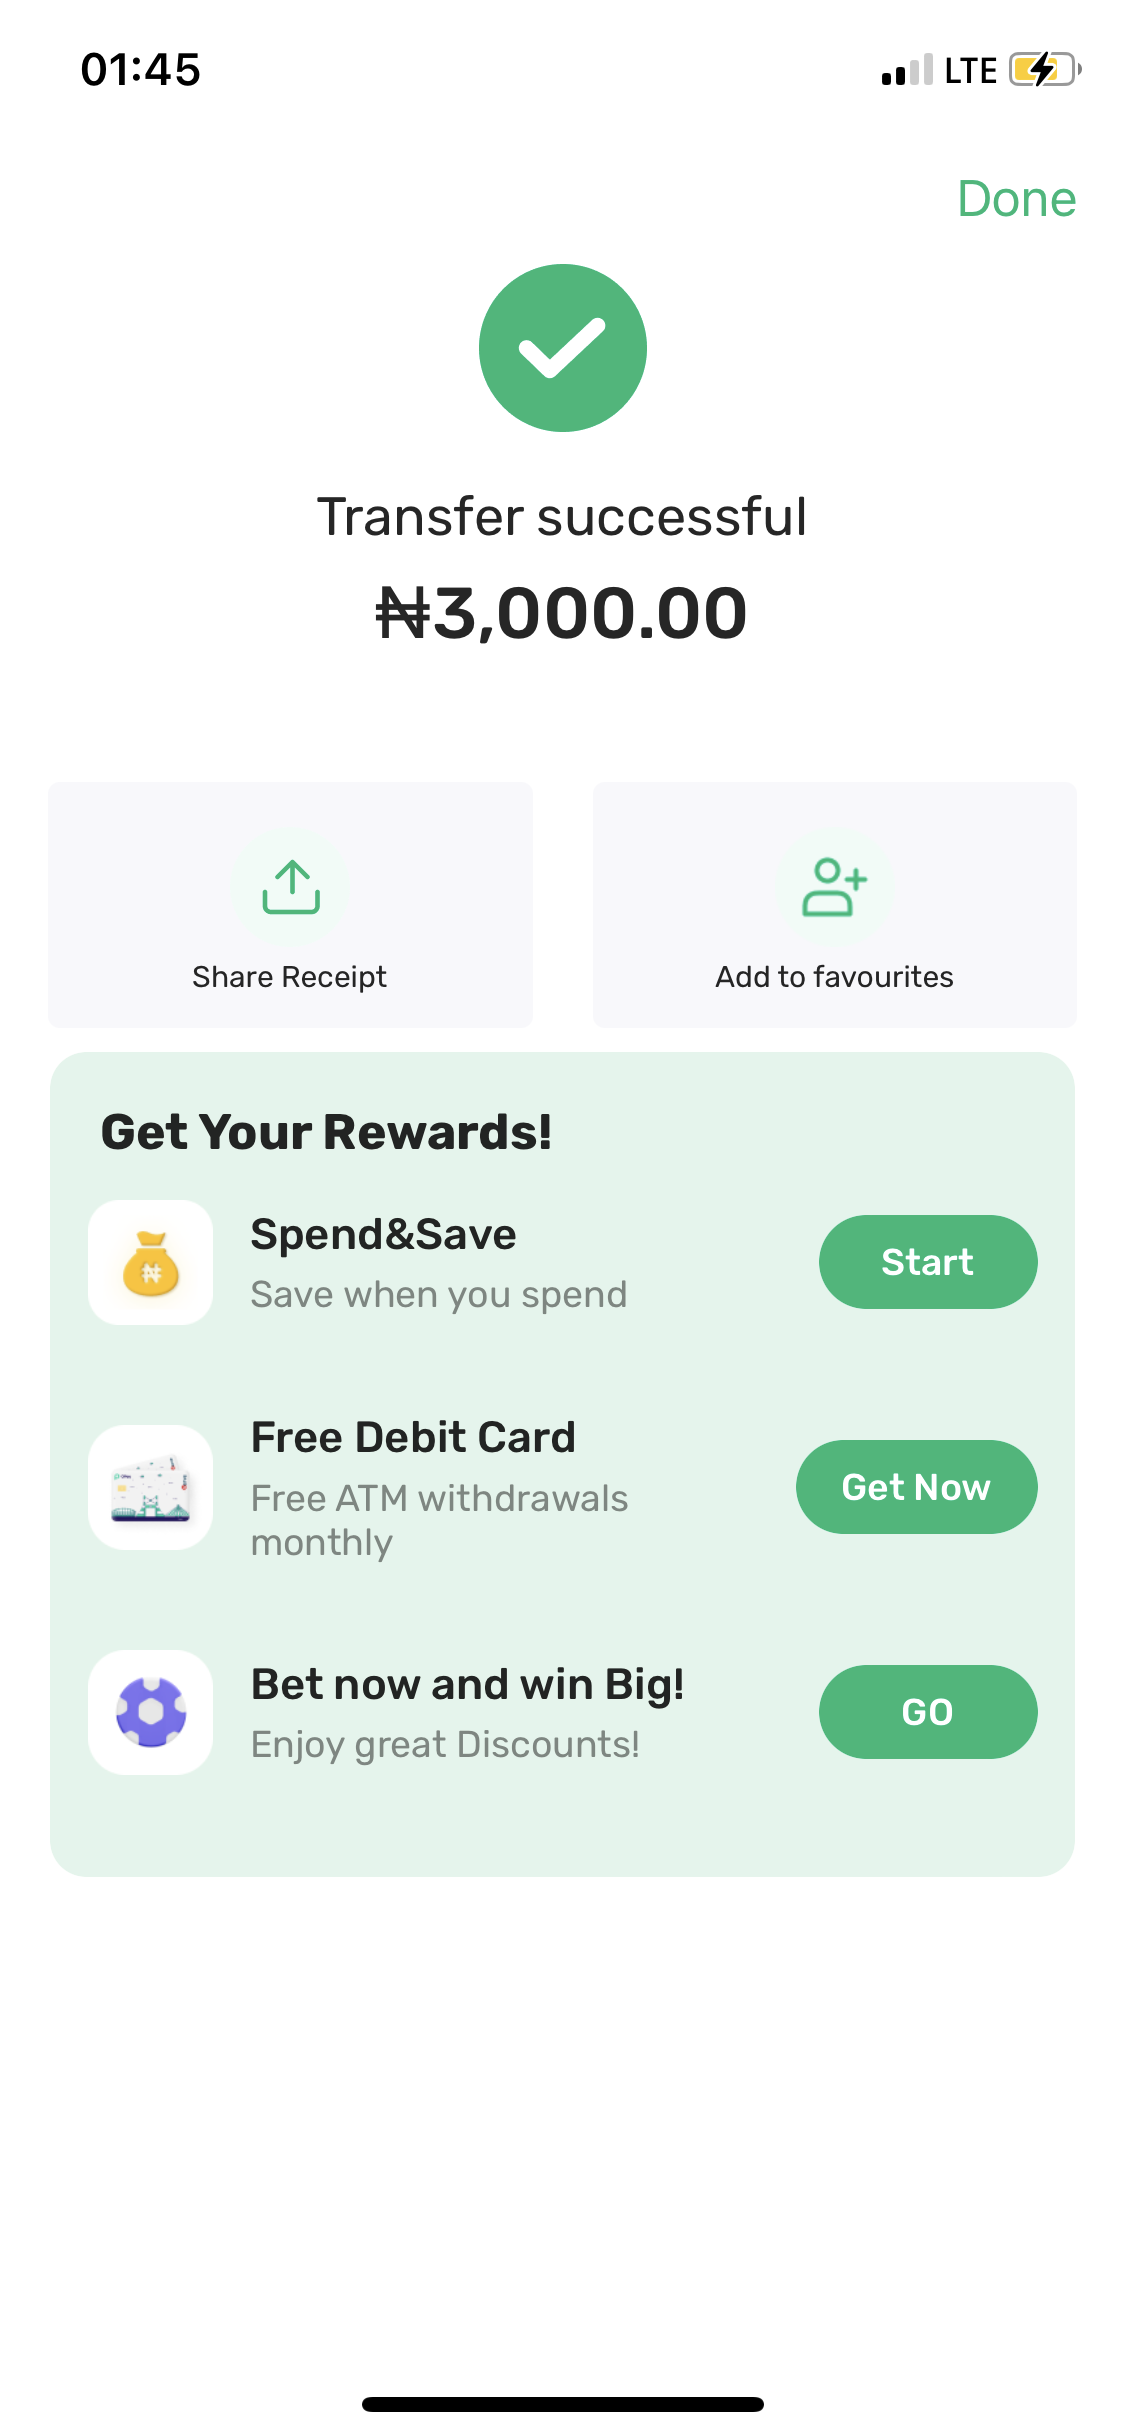 01:45
LTE
Done
Transfer successful
₦3,000.00
Share Receipt
Add to favourites
Get Your Rewards!
Spend&Save
Save when you spend
Start
Free Debit Card
Free ATM withdrawals
monthly
Get Now
Bet now and win Big!
Enjoy great Discounts!
GO